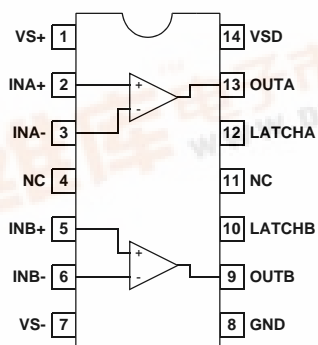 VS+ 1 14 VSD
INA+ 2 + 13 OUTA
INA- 3 - 12 LATCHA
NC 4 11 NC
INB+ 5 + 10 LATCHB
INB- 6 - 9 OUTB
VS- 7 8 GND